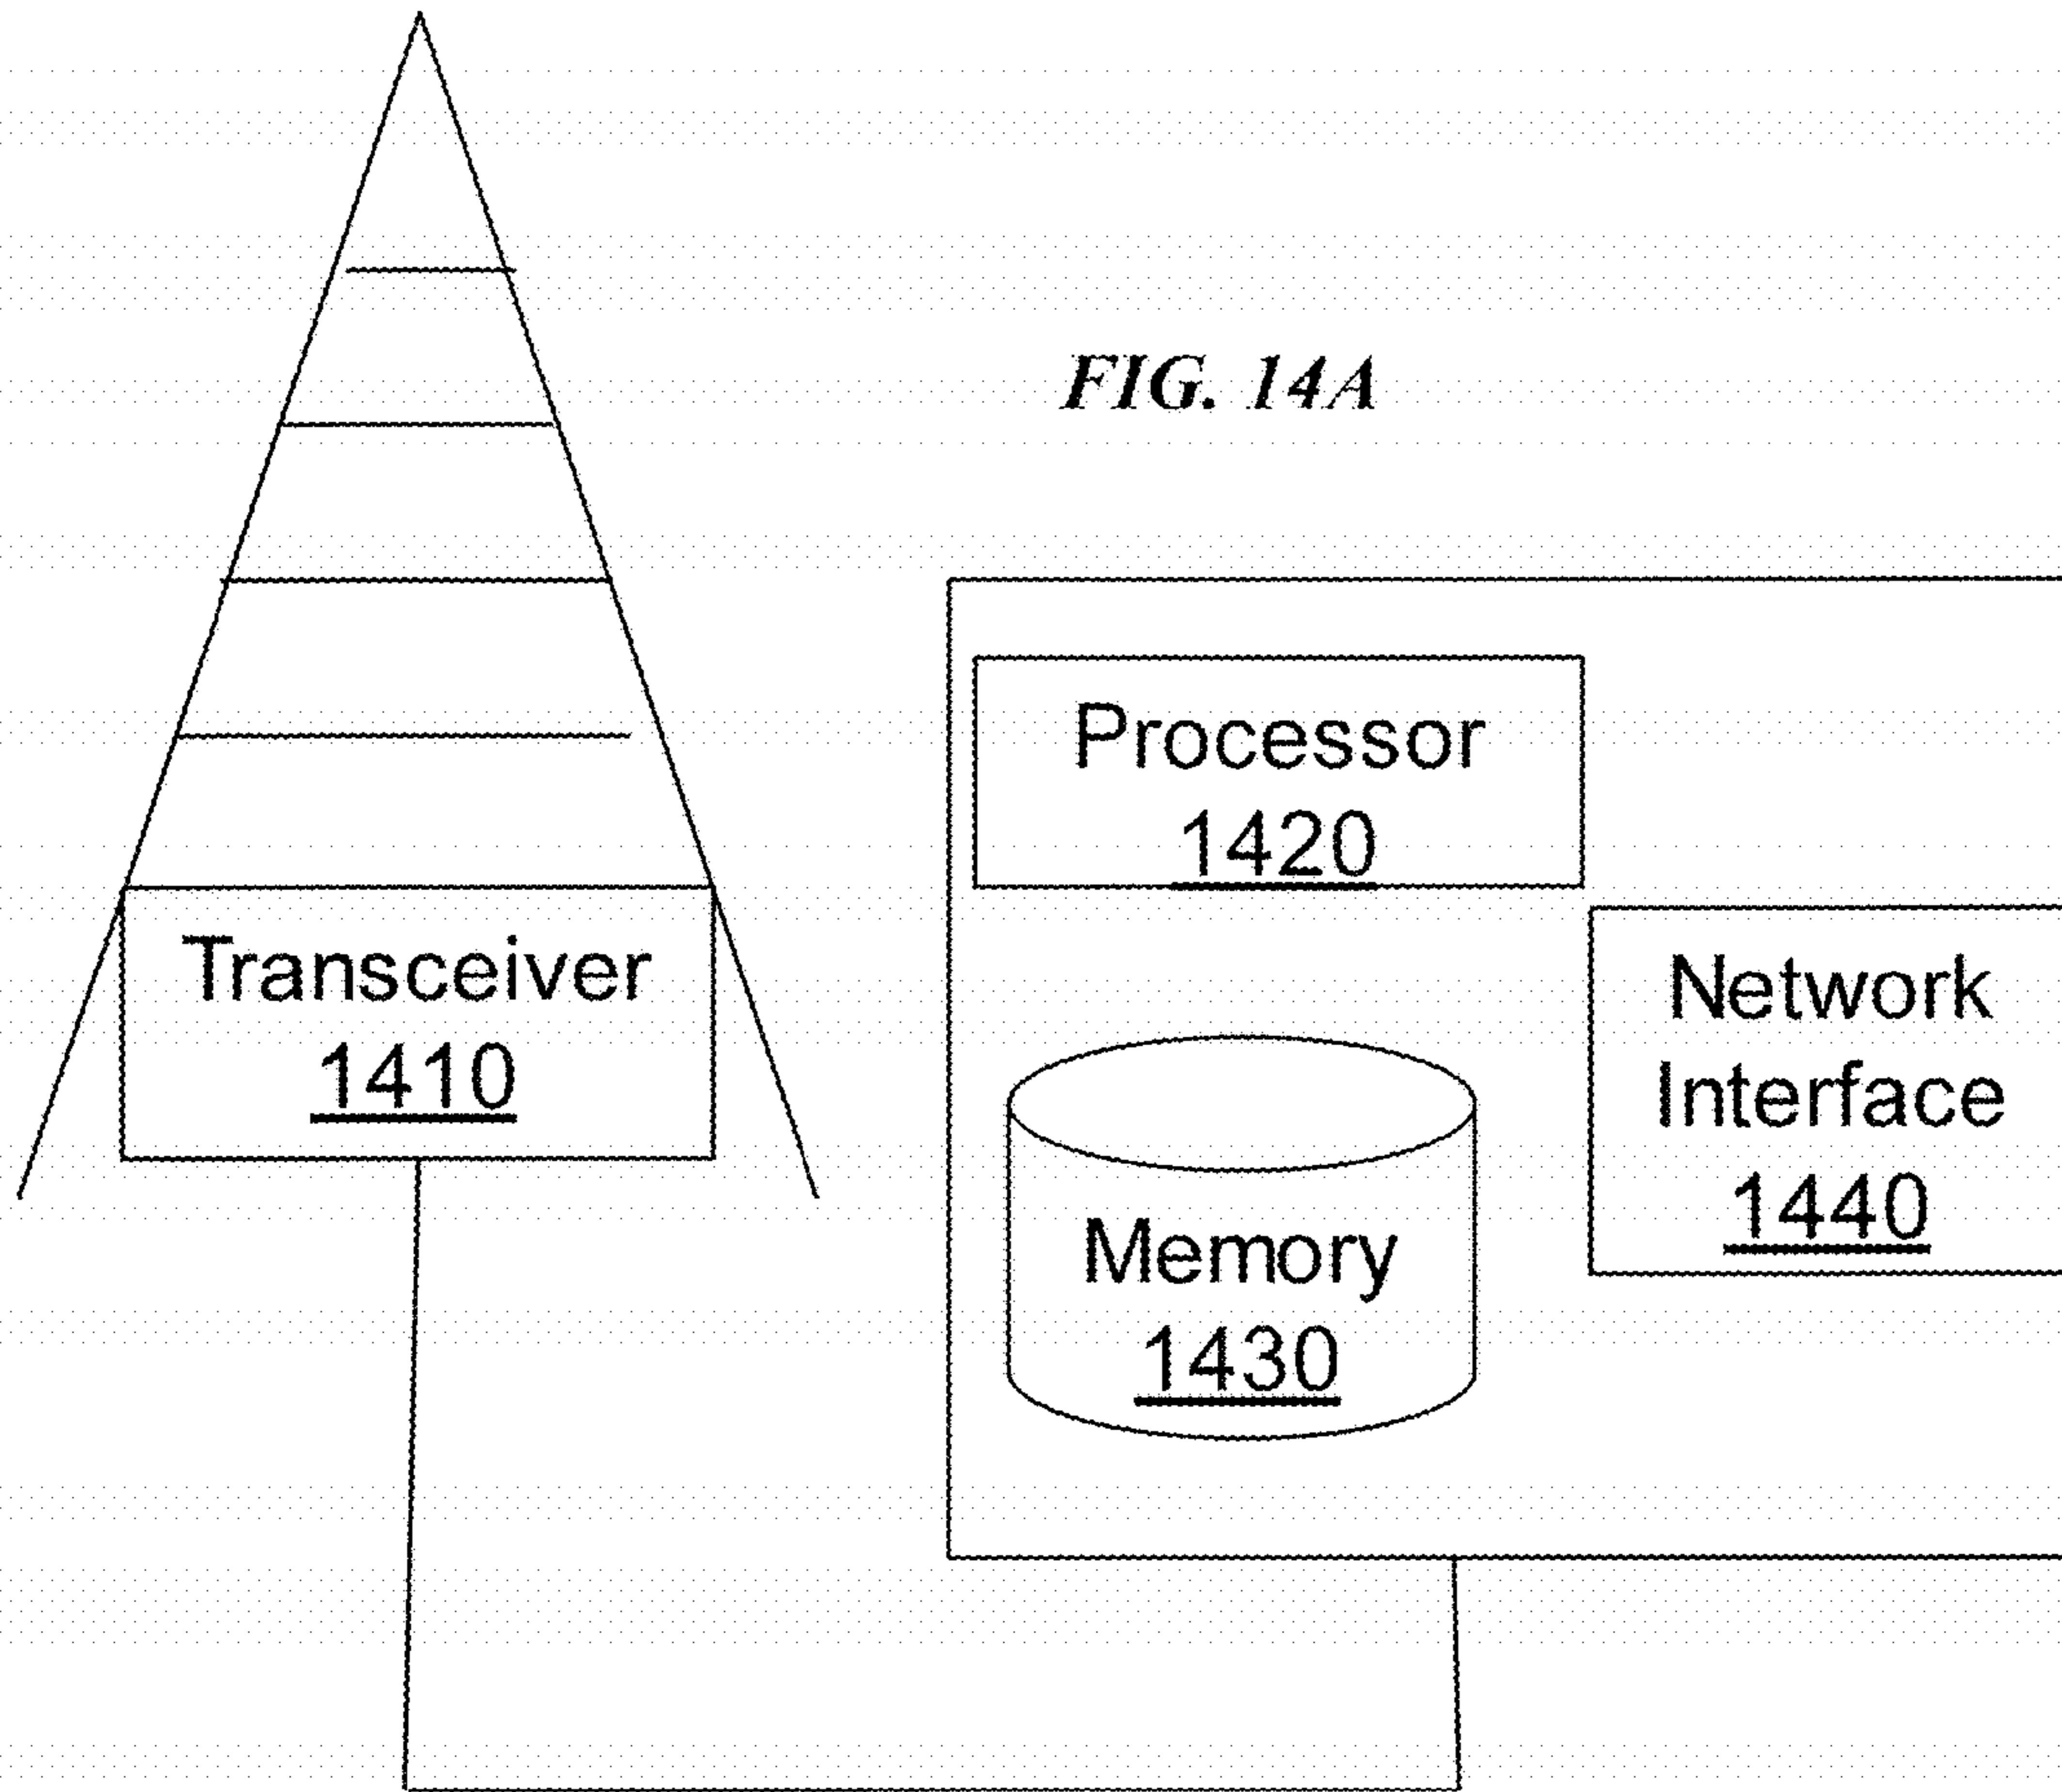 FIG. 14A
Processor
1420
Transceiver
1410
Network
Interface
1440
Memory
1430